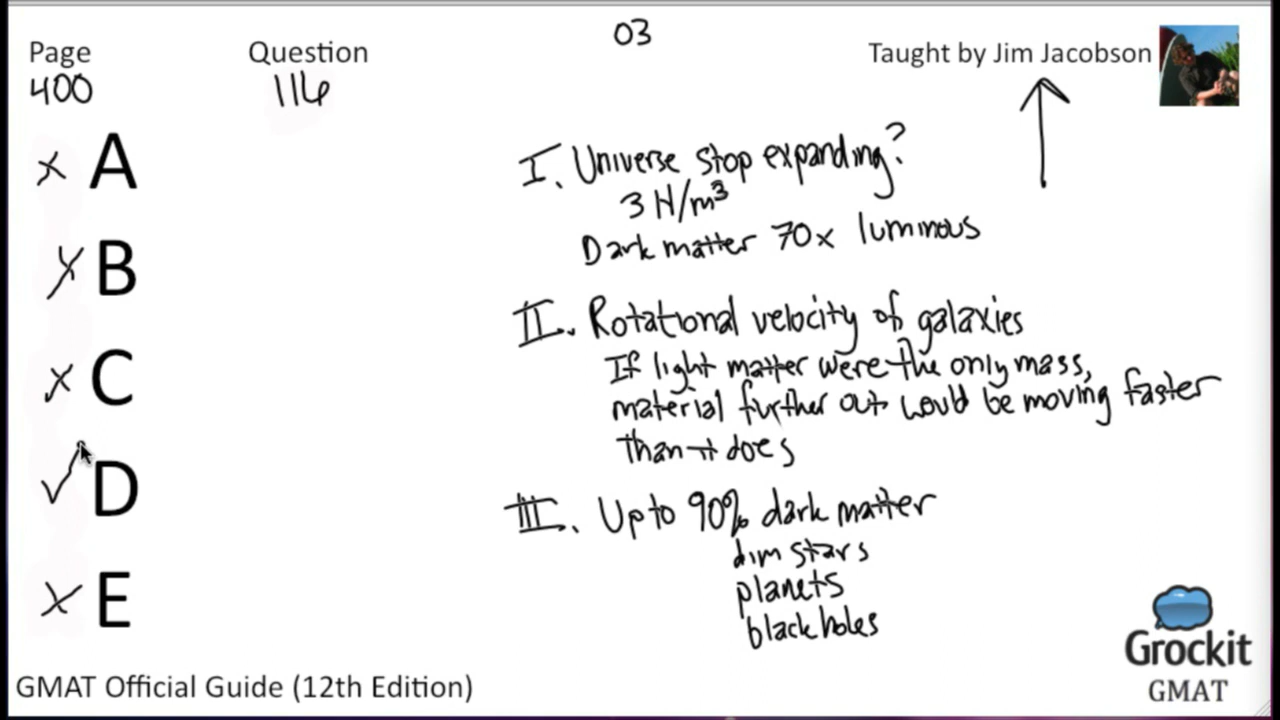 03
Page
Question
Taught by Jim Jacobson
400
116
A
B
C
D
E
I. Universe stop expanding?
3 H/m³
Dark matter 70x luminous
II. Rotational velocity of galaxies
If light matter were the only mass,
material further out would be moving faster
than it does
III. Up to 90% dark matter
dim stars
planets
black holes
Grockit
GMAT
GMAT Official Guide (12th Edition)